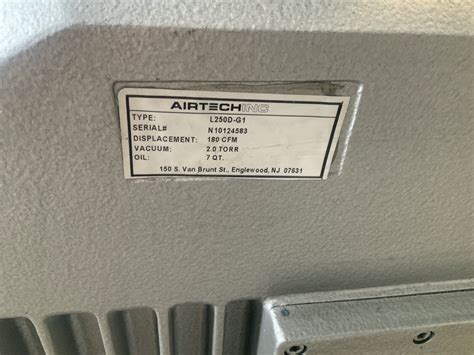 AIRTECHINC
TYPE: L250D-G1
SERIAL# N10124583
DISPLACEMENT: 180 CFM
VACUUM: 2.0 TORR
OIL: 7 QT.
150 S. Van Brunt St., Englewood, NJ 07631